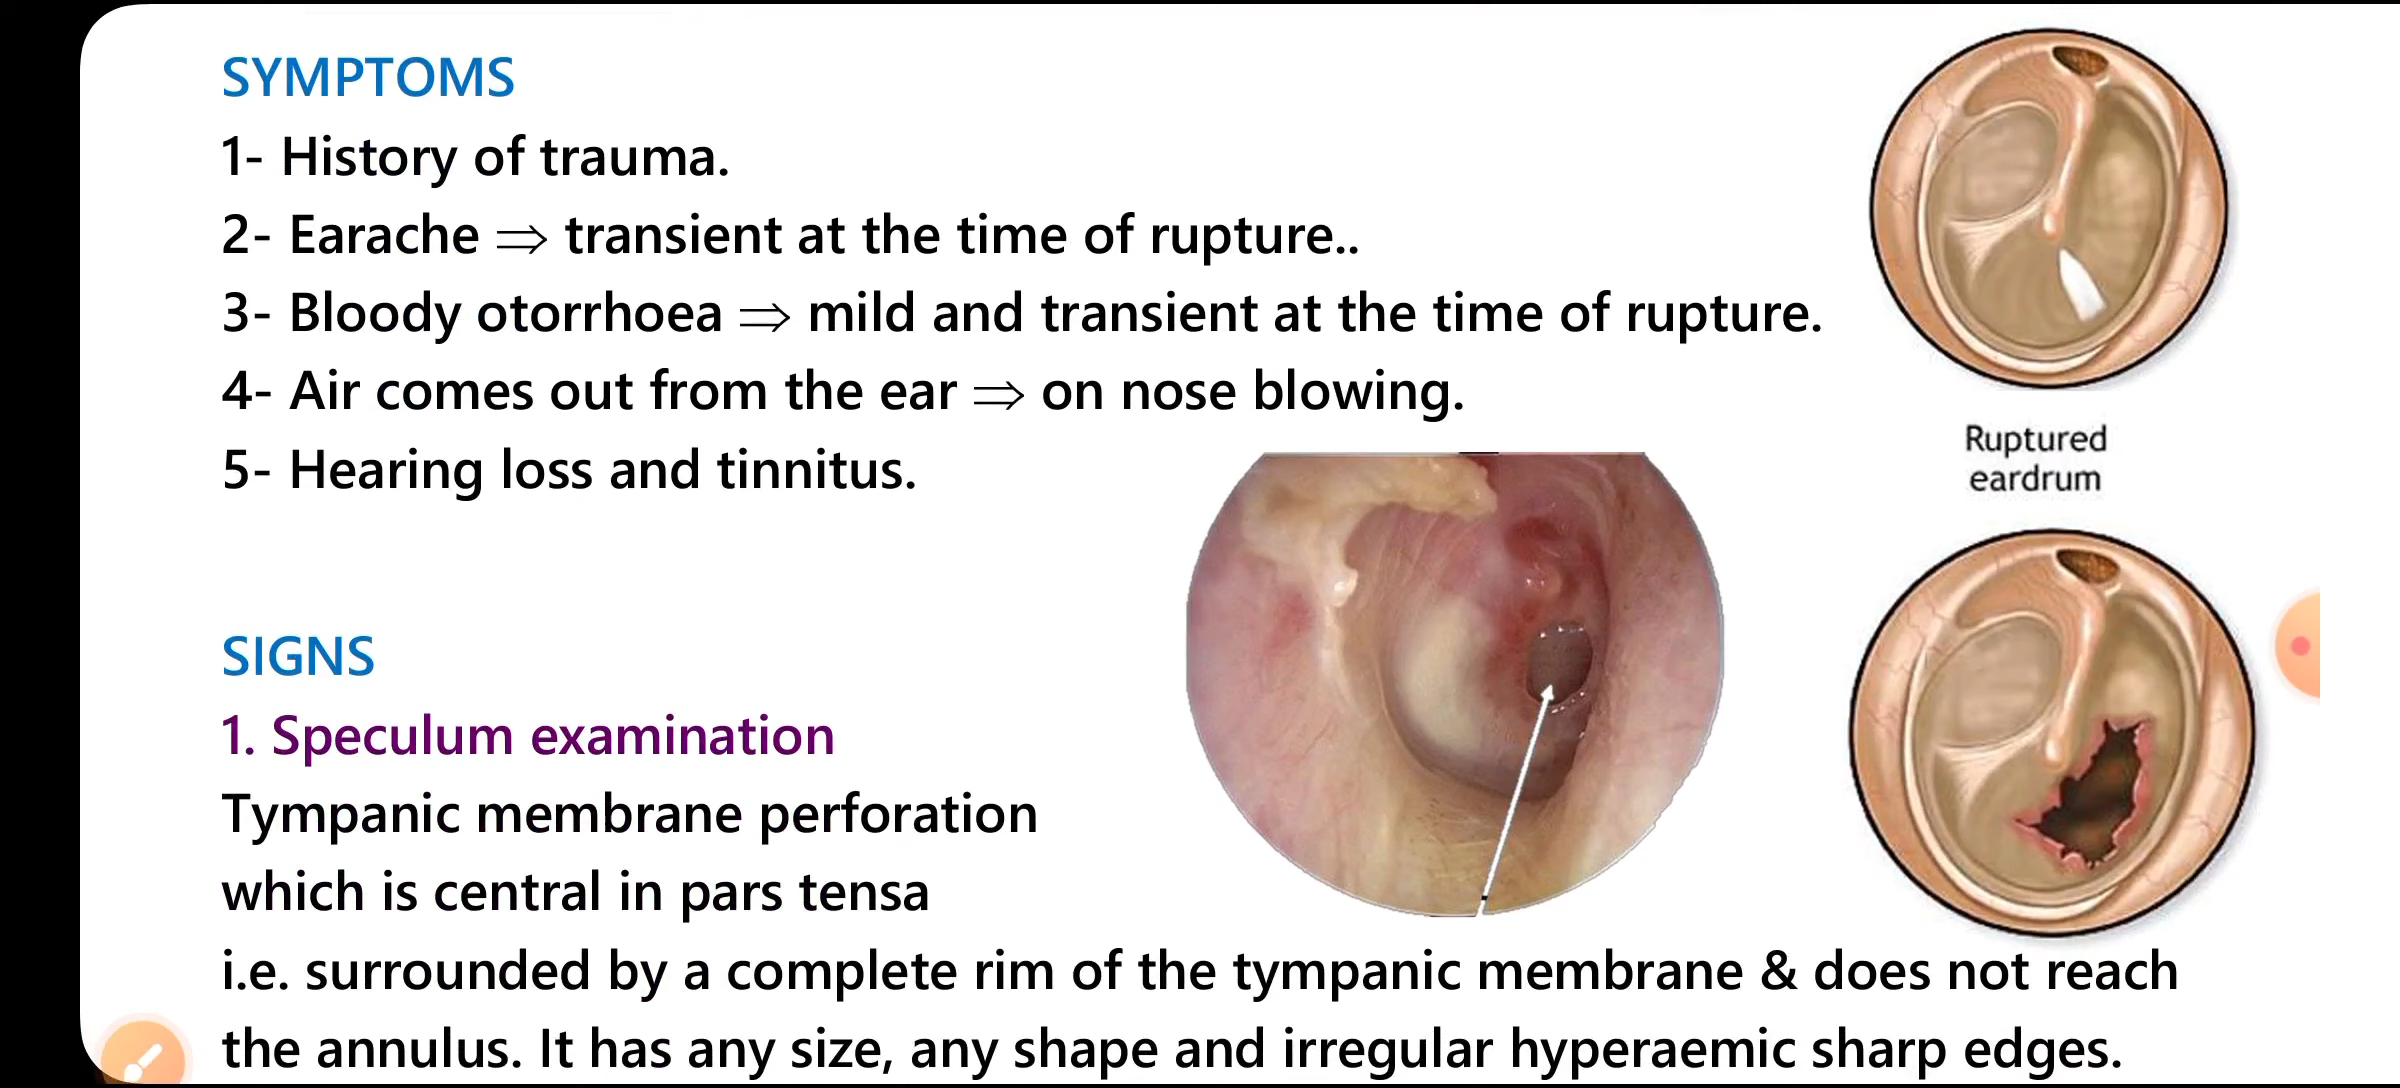 SYMPTOMS
1- History of trauma.
2- Earache ⇒ transient at the time of rupture..
3- Bloody otorrhoea ⇒ mild and transient at the time of rupture.
4- Air comes out from the ear ⇒ on nose blowing.
5- Hearing loss and tinnitus.
Ruptured
eardrum
SIGNS
1. Speculum examination
Tympanic membrane perforation
which is central in pars tensa
i.e. surrounded by a complete rim of the tympanic membrane & does not reach
the annulus. It has any size, any shape and irregular hyperaemic sharp edges.